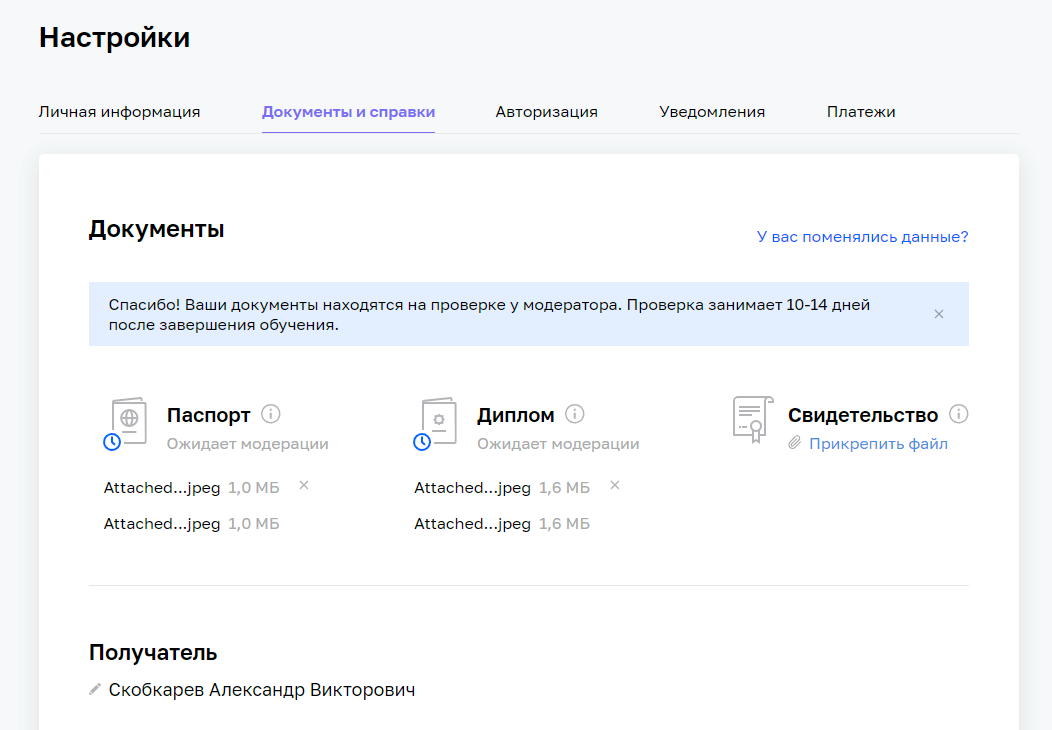 Настройки
Личная информация Документы и справки Авторизация Уведомления Платежи
Документы
У вас поменялись данные?
Спасибо! Ваши документы находятся на проверке у модератора. Проверка занимает 10-14 дней
после завершения обучения.
Паспорт
Ожидает модерации
Attached...jpeg 1,0 МБ
Attached...jpeg 1,0 МБ
Диплом
Ожидает модерации
Attached...jpeg 1,6 МБ
Attached...jpeg 1,6 МБ
Свидетельство
Прикрепить файл
Получатель
Скобкарев Александр Викторович